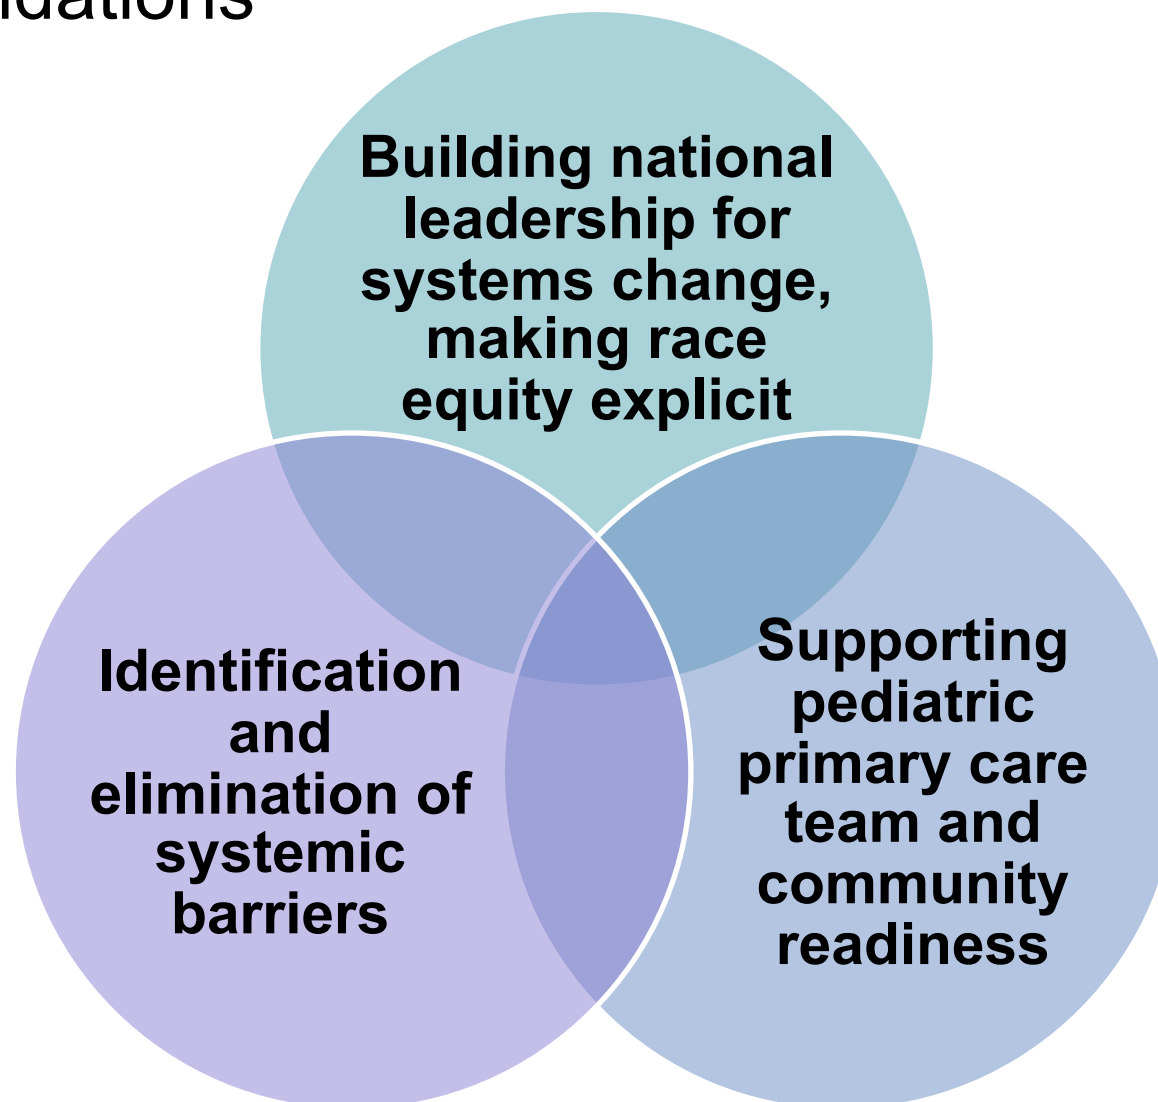 idations
Building national
leadership for
systems change,
making race
equity explicit
Identification
and
elimination of
systemic
barriers
Supporting
pediatric
primary care
team and
community
readiness